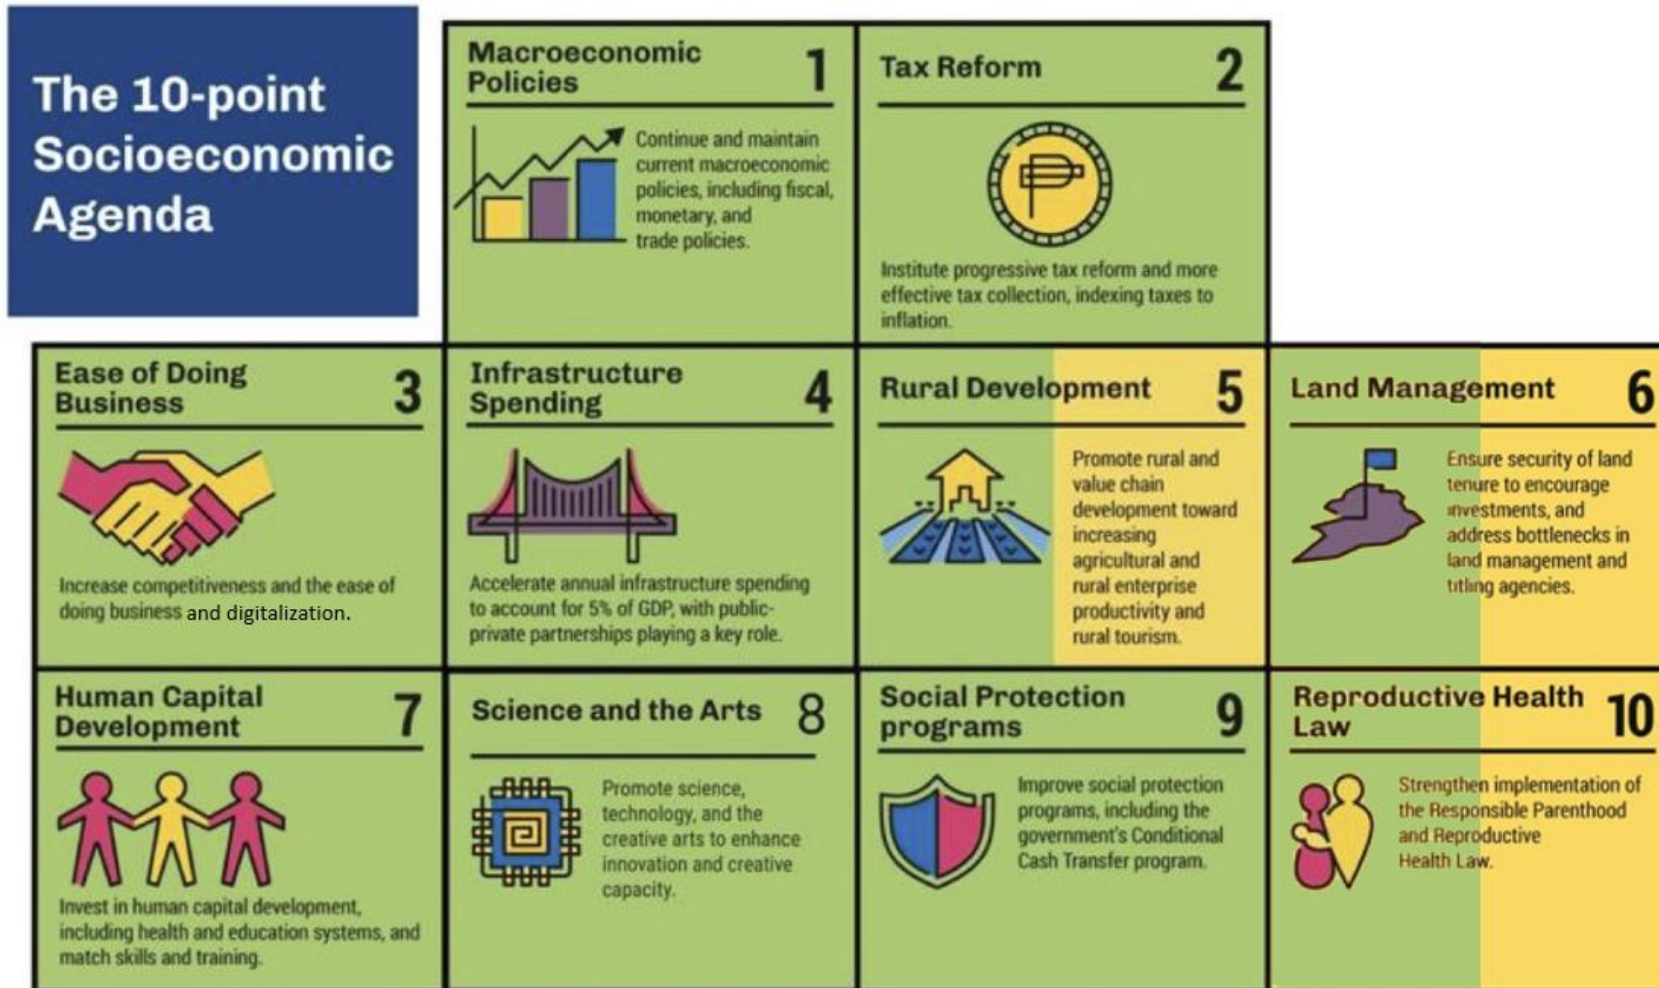 The 10-point
Socioeconomic
Agenda
Macroeconomic
Policies
1
Continue and maintain
current macroeconomic
policies, including fiscal,
monetary, and
trade policies.
Tax Reform
2
Institute progressive tax reform and more
effective tax collection, indexing taxes to
inflation.
Ease of Doing
Business
3
Increase competitiveness and the ease of
doing business and digitalization.
Infrastructure
Spending
4
Accelerate annual infrastructure spending
to account for 5% of GDP, with public-
private partnerships playing a key role.
Rural Development
5
Promote rural and
value chain
development toward
increasing
agricultural and
rural enterprise
productivity and
rural tourism.
Land Management
6
Ensure security of land
tenure to encourage
investments, and
address bottlenecks in
land management and
titling agencies.
Human Capital
Development
7
Invest in human capital development,
including health and education systems, and
match skills and training.
Science and the Arts
8
Promote science,
technology, and the
creative arts to enhance
innovation and creative
capacity.
Social Protection
programs
9
Improve social protection
programs, including the
government's Conditional
Cash Transfer program.
Reproductive Health
Law
10
Strengthen implementation of
the Responsible Parenthood
and Reproductive
Health Law.